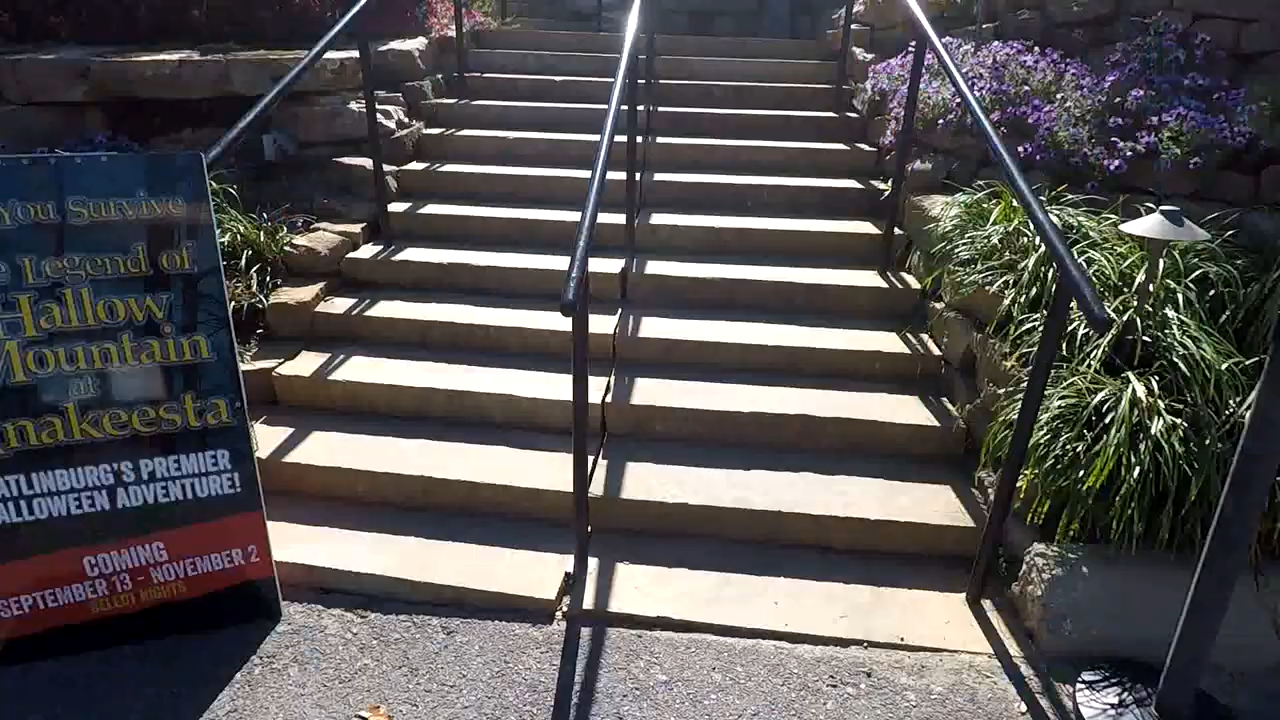 You Survive
e Legend of
Hallow
Mountain
at
nakeesta
ATLINBURG'S PREMIER
ALLOWEEN ADVENTURE!
COMING
SEPTEMBER 13 - NOVEMBER 2
SELECT NIGHTS